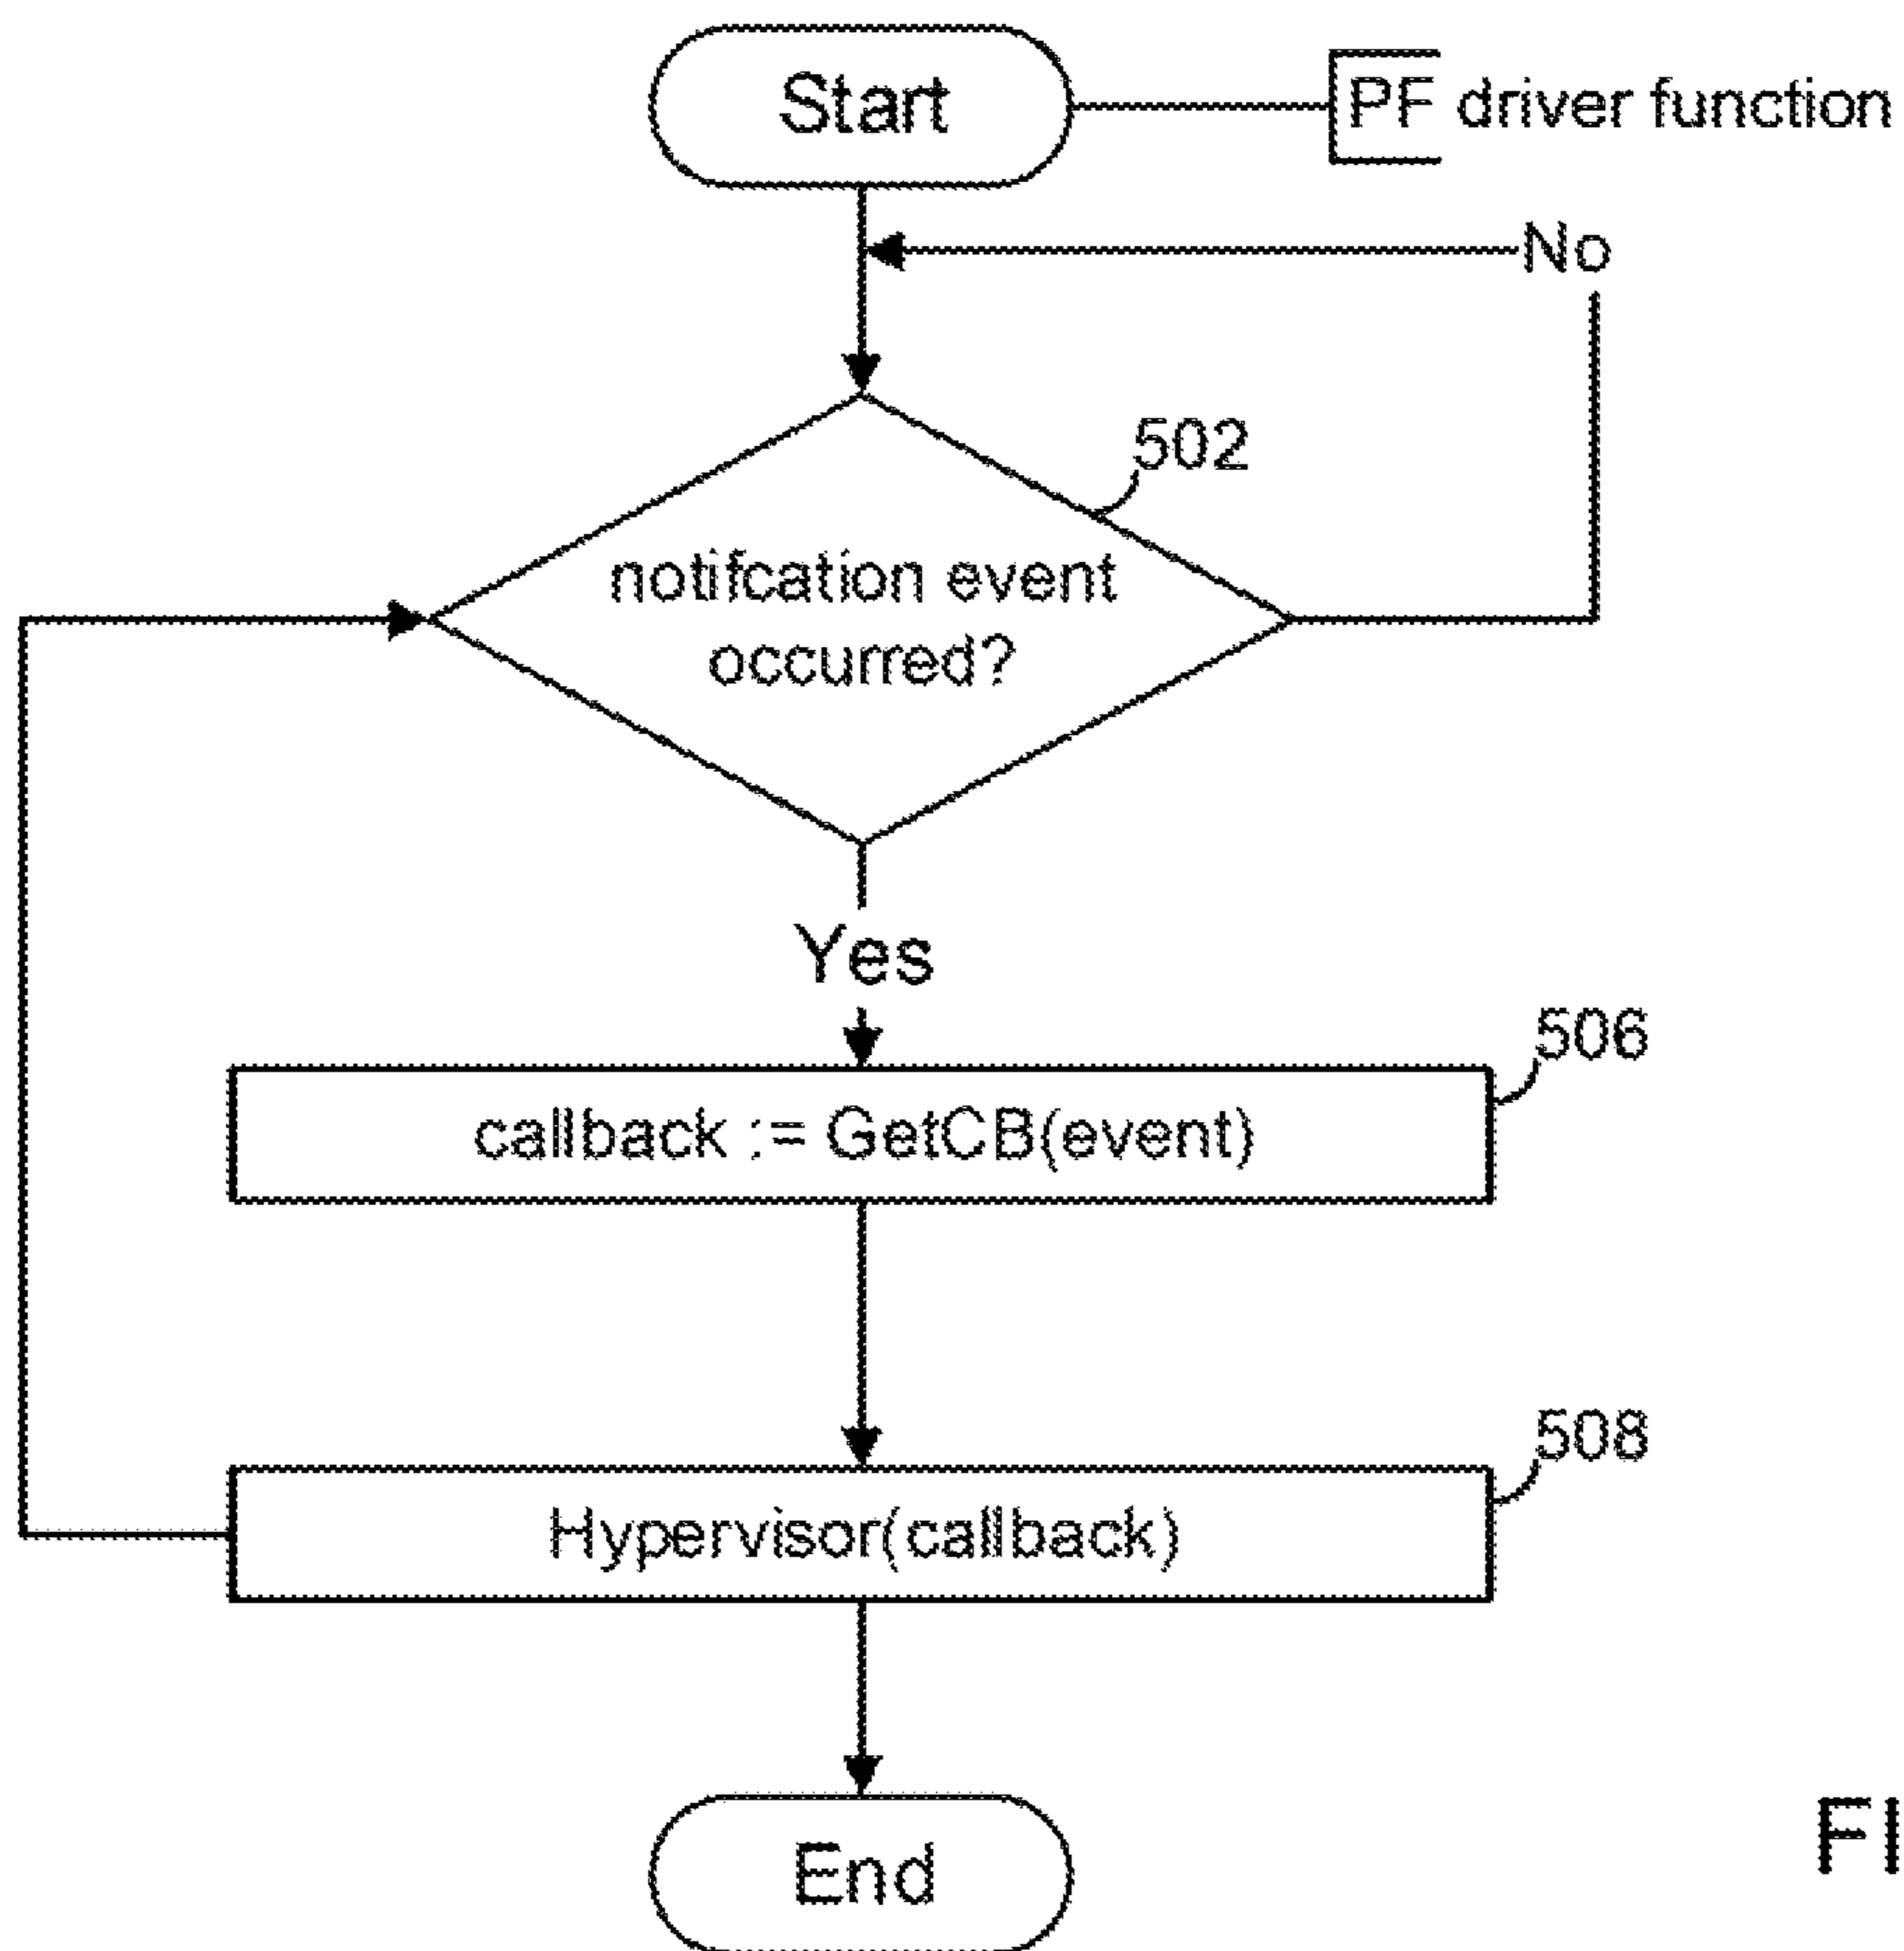 Start
PF driver function
No
502
notifcation event
occurred?
Yes
506
callback := GetCB(event)
508
Hypervisor(callback)
End
FI